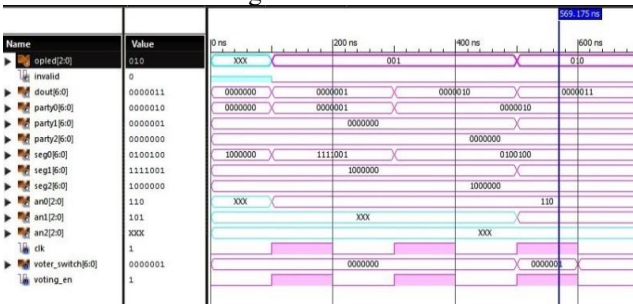 569.175 ns
Name Value 0 ns 200 ns 400 ns 600 ns
opled[2:0] 010 XXX 001 010
invalid 0
dout[6:0] 0000011 0000000 0000001 0000010 0000011
party0[6:0] 0000010 0000000 0000001 0000010
party1[6:0] 0000001 0000000
party2[6:0] 0000000 0000000
seg0[6:0] 0100100 1000000 1111001 0100100
seg1[6:0] 1111001 1000000
seg2[6:0] 1000000 1000000
an0[2:0] 110 XXX 110
an1[2:0] 101 XXX
an2[2:0] XXX XXX
clk 1
voter_switch[6:0] 0000001 0000000 0000001
voting_en 1